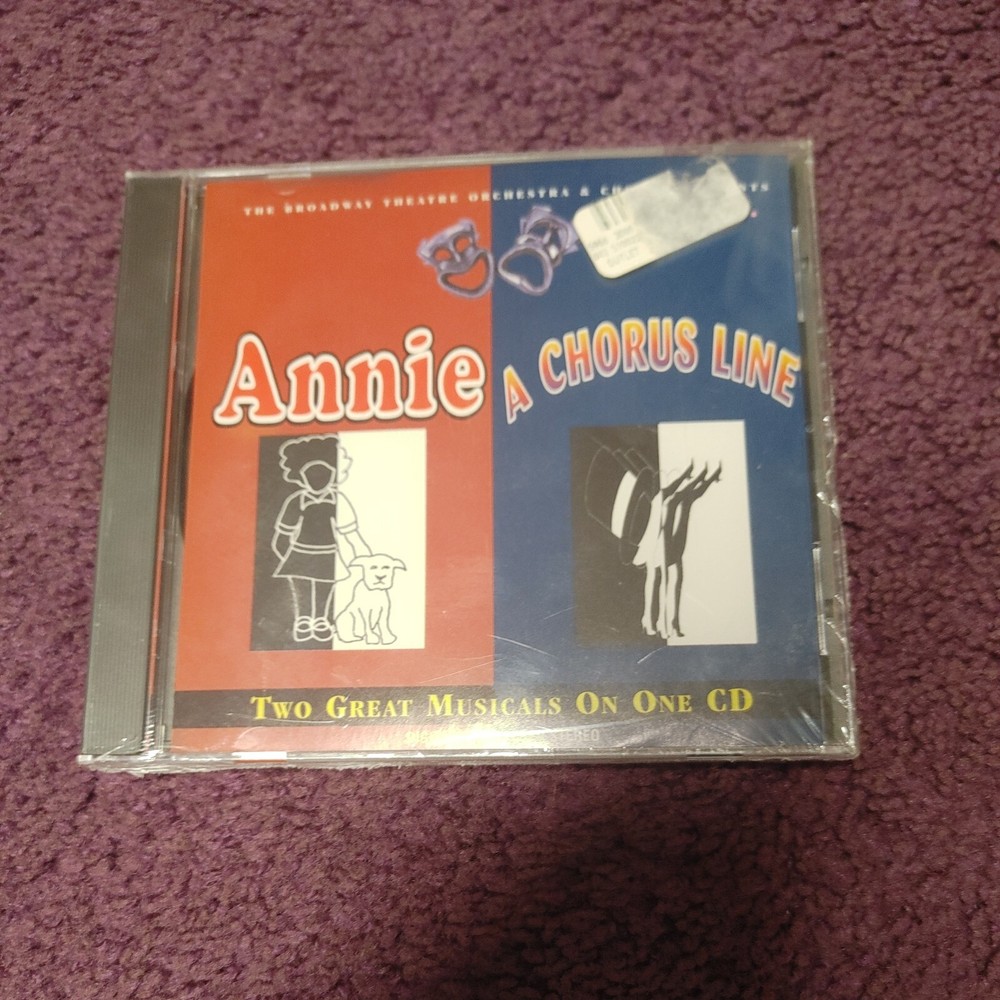 THE BROADWAY THEATRE ORCHESTRA &
Annie
A CHORUS LINE
TWO GREAT MUSICALS ON ONE CD